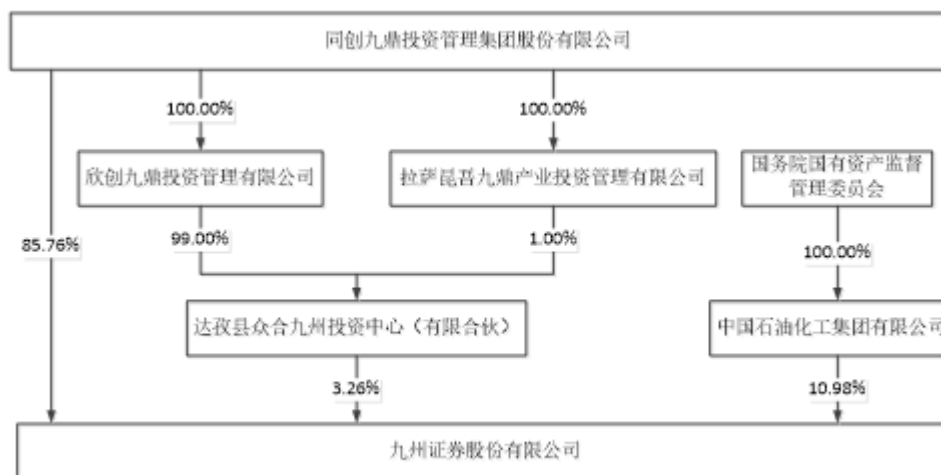 同创九鼎投资管理集团股份有限公司
100.00%
100.00%
欣创九鼎投资管理有限公司
拉萨昆吾九鼎产业投资管理有限公司
国务院国有资产监督
管理委员会
85.76%
99.00%
1.00%
100.00%
达孜县众合九州投资中心（有限合伙）
中国石油化工集团有限公司
3.26%
10.98%
九州证券股份有限公司